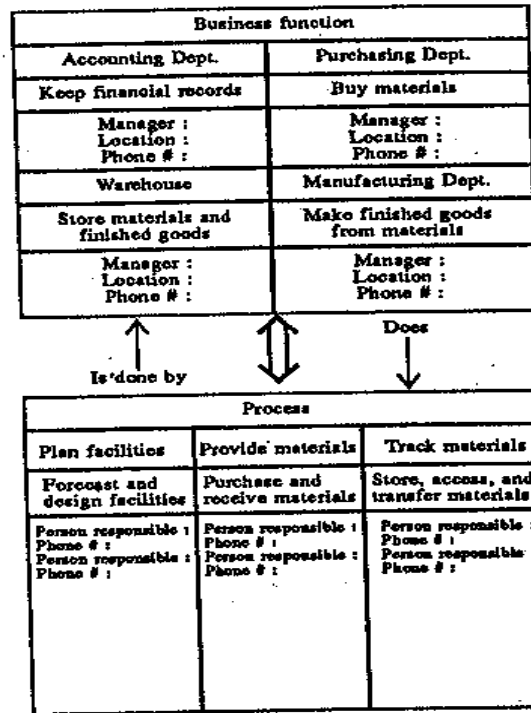 Business function
Accounting Dept.
Purchasing Dept.
Keep financial records
Buy materials
Manager :
Location :
Phone # :
Manager :
Location :
Phone # :
Warehouse
Manufacturing Dept.
Store materials and
finished goods
Make finished goods
from materials
Manager :
Location :
Phone # :
Manager :
Location :
Phone # :
Is done by
Does
Process
Plan facilities
Provide materials
Track materials
Forecast and
design facilities
Purchase and
receive materials
Store, access, and
transfer materials
Person responsible :
Phone # :
Person responsible :
Phone # :
Person responsible :
Phone # :
Person responsible :
Phone # :
Person responsible :
Phone # :
Person responsible
Phone # :